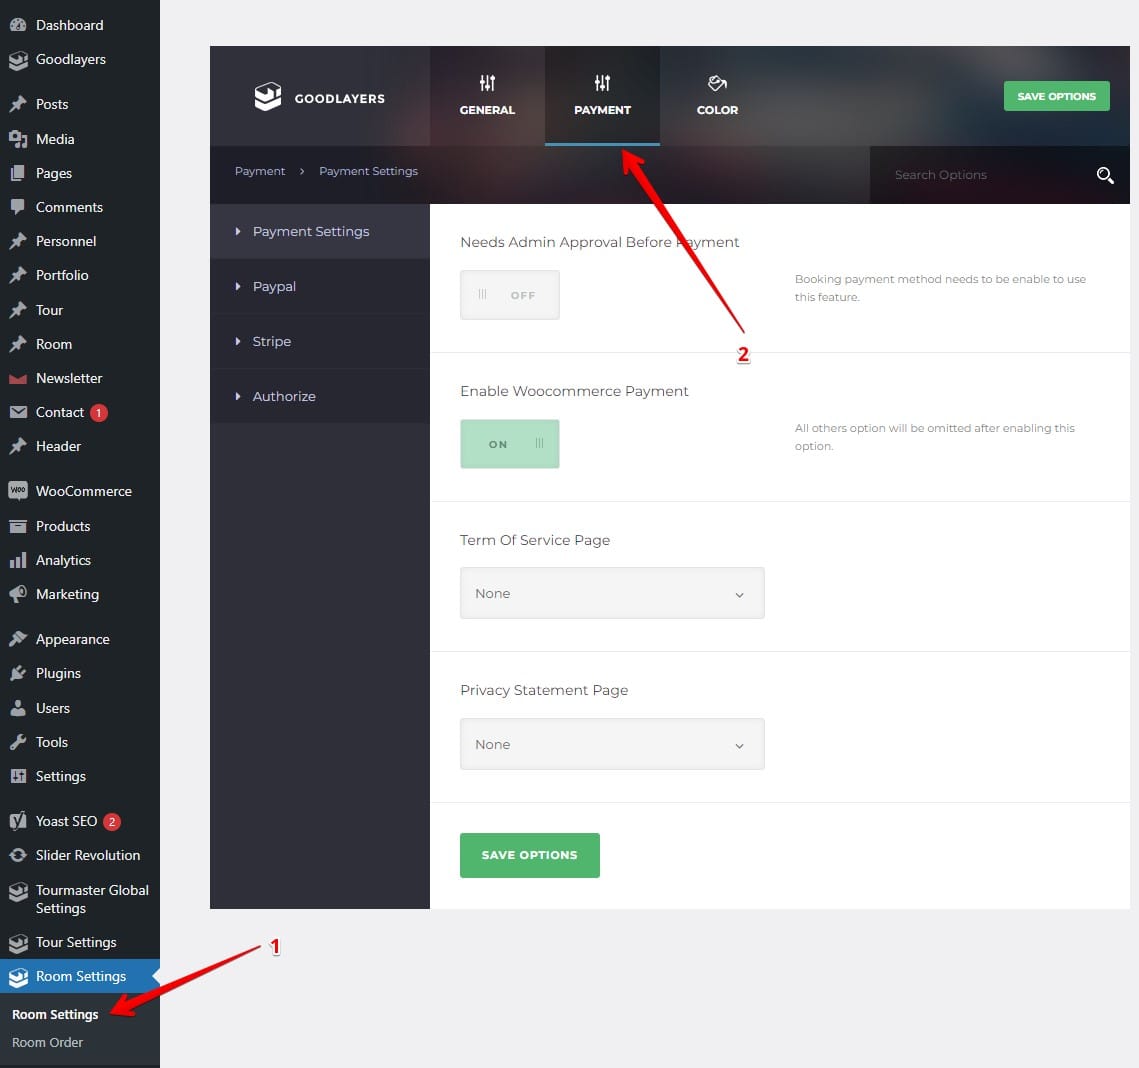 Dashboard
Goodlayers
Posts
Media
Pages
Comments
Personnel
Portfolio
Tour
Room
Newsletter
Contact 1
Header
WooCommerce
Products
Analytics
Marketing
Appearance
Plugins
Users
Tools
Settings
Yoast SEO 2
Slider Revolution
Tourmaster Global
Settings
Tour Settings
Room Settings
Room Settings
Room Order
1
GOODLAYERS
GENERAL
PAYMENT
COLOR
SAVE OPTIONS
Payment > Payment Settings
Search Options
Payment Settings
Paypal
Stripe
Authorize
Needs Admin Approval Before Payment
OFF
Booking payment method needs to be enable to use
this feature.
2
Enable Woocommerce Payment
ON
All others option will be omitted after enabling this
option.
Term Of Service Page
None
Privacy Statement Page
None
SAVE OPTIONS